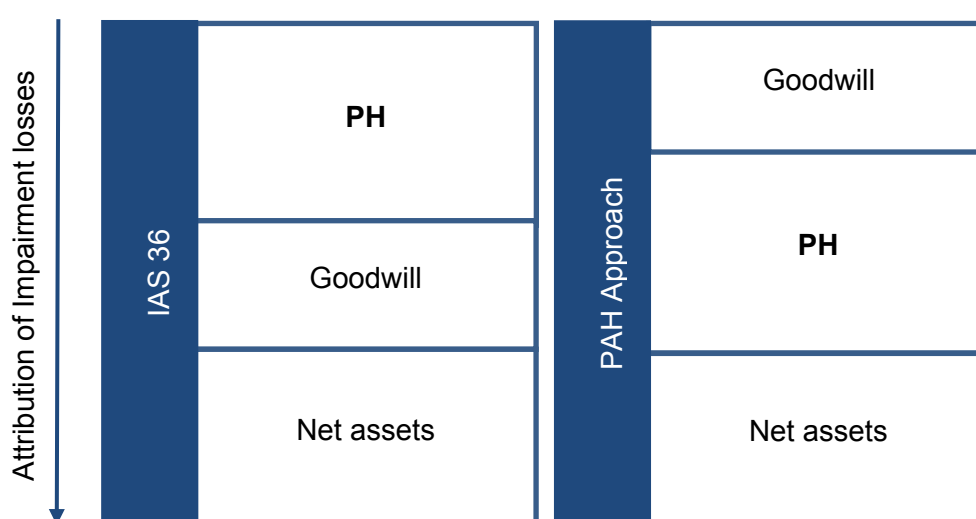 Attribution of Impairment losses
IAS 36
PH
Goodwill
Net assets
PAH Approach
Goodwill
PH
Net assets